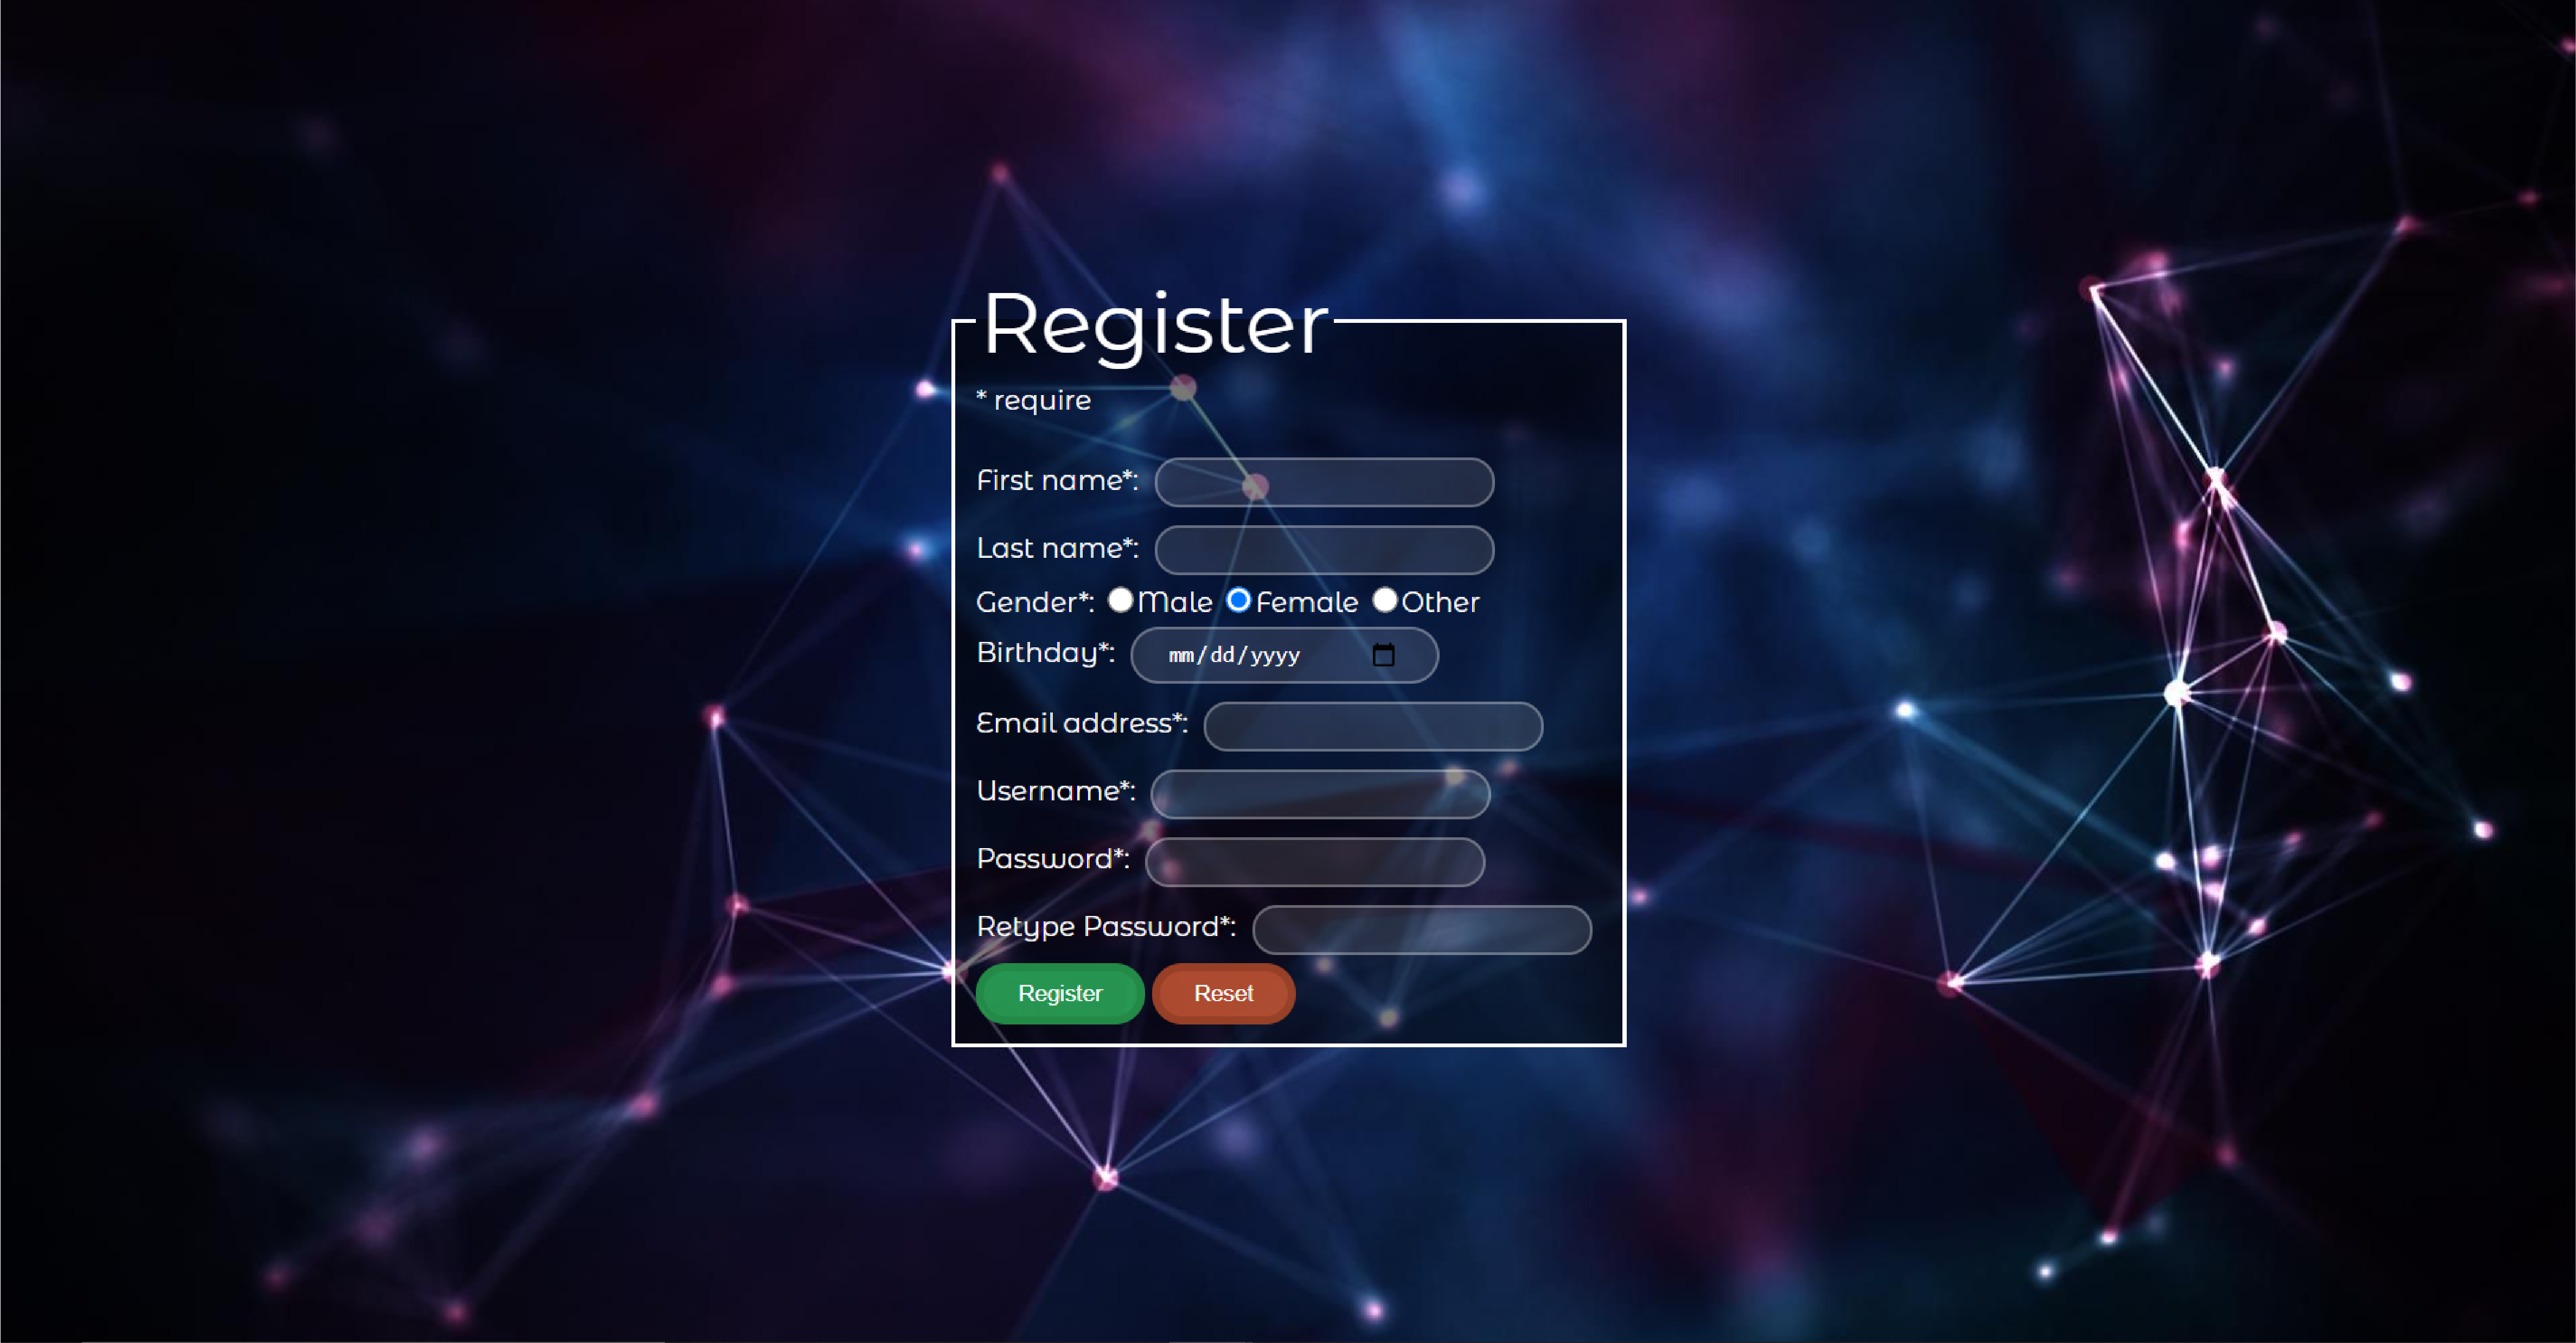 Register
* require
First name*:
Last name*:
Gender*: Male Female Other
Birthday*: mm/dd/yyyy
Email address*:
Username*:
Password*:
Retype Password*:
Register Reset